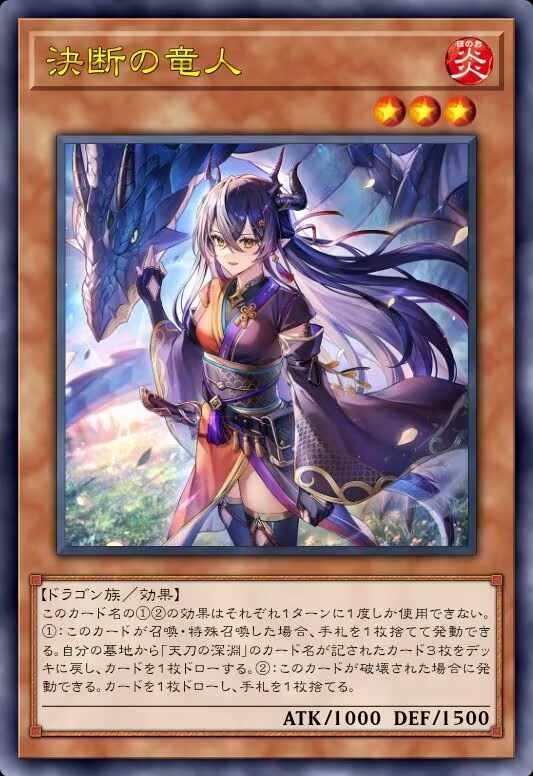 決断の竜人
ほのお
炎
【ドラゴン族／効果】
このカード名の①②の効果はそれぞれ1ターンに1度しか使用できない。
①：このカードが召喚・特殊召喚した場合、手札を1枚捨てて発動でき
る。自分の墓地から「天刀の深淵」のカード名が記されたカード3枚をデッ
キに戻し、カードを1枚ドローする。②：このカードが破壊された場合に発
動できる。カードを1枚ドローし、手札を1枚捨てる。
ATK/1000 DEF/1500